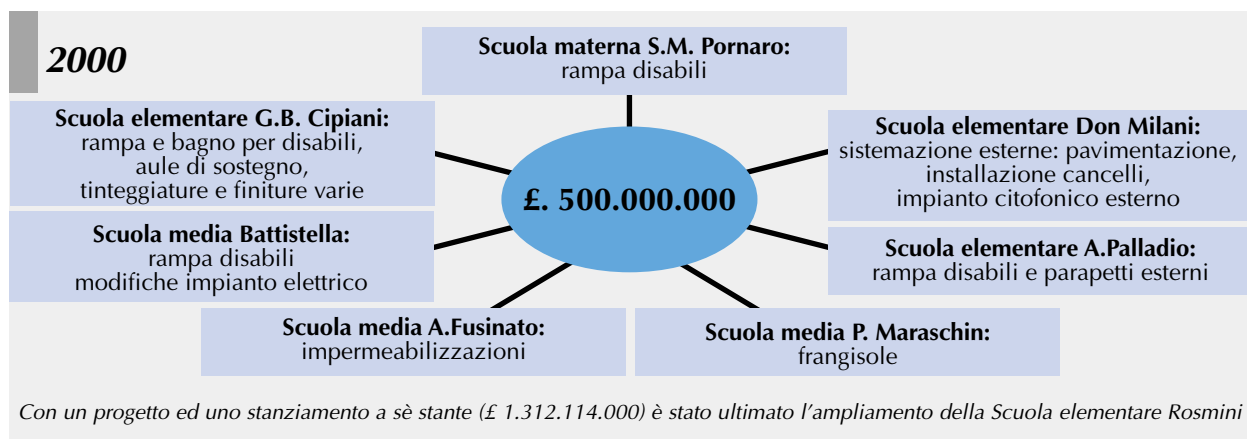 2000
Scuola materna S.M. Pornaro:
rampa disabili
Scuola elementare G.B. Cipiani:
rampa e bagno per disabili,
aule di sostegno,
tinteggiature e finiture varie
Scuola elementare Don Milani:
sistemazione esterne: pavimentazione,
installazione cancelli,
impianto citofonico esterno
£. 500.000.000
Scuola media Battistella:
rampa disabili
modifiche impianto elettrico
Scuola elementare A.Palladio:
rampa disabili e parapetti esterni
Scuola media A.Fusinato:
impermeabilizzazioni
Scuola media P. Maraschin:
frangisole
Con un progetto ed uno stanziamento a sè stante (£ 1.312.114.000) è stato ultimato l'ampliamento della Scuola elementare Rosmini